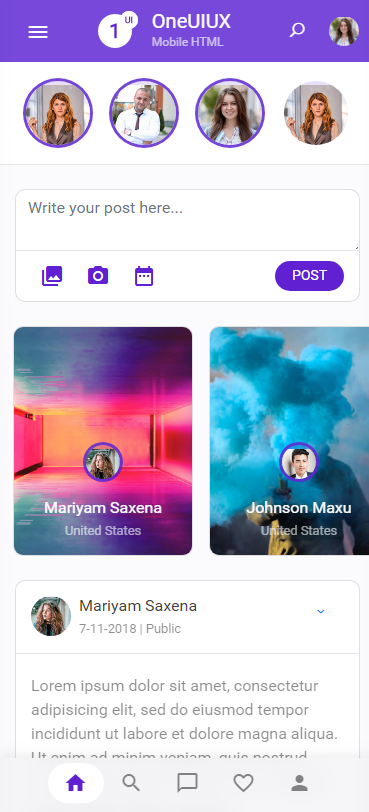 1 UI
OneUIUX
Mobile HTML
Write your post here...
POST
Mariyam Saxena
United States
Johnson Maxu
United States
Mariyam Saxena
7-11-2018 | Public
Lorem ipsum dolor sit amet, consectetur
adipisicing elit, sed do eiusmod tempor
incididunt ut labore et dolore magna aliqua.
Ut enim ad minim veniam, quis nostrud